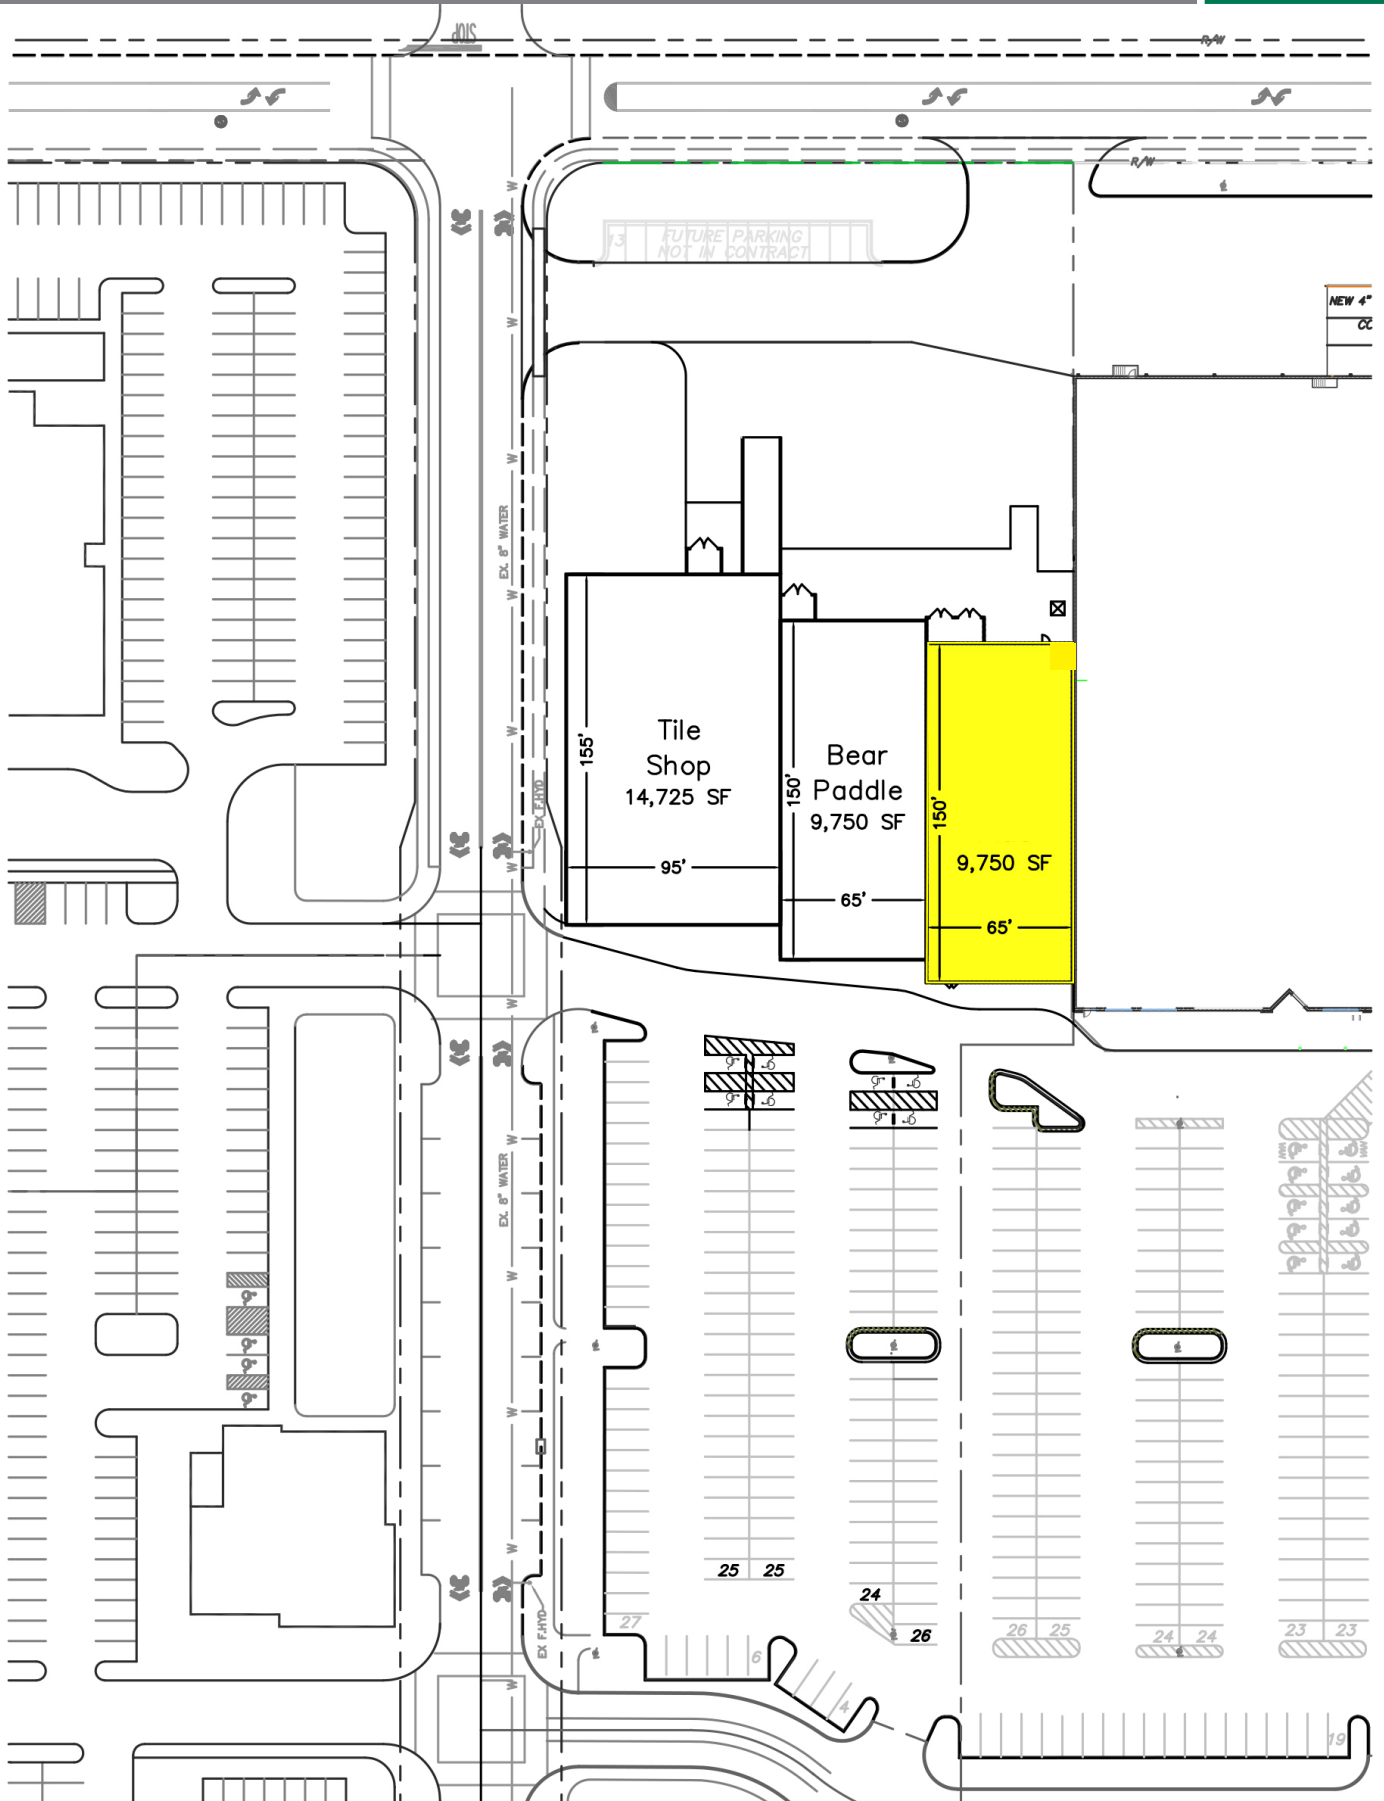 STOP
R/W
R/W
W
13
FUTURE PARKING
NOT IN CONTRACT
NEW 4"
CC
W
W
EX. 8" WATER
W
W
155'
Tile
Shop
14,725 SF
95'
150'
Bear
Paddle
9,750 SF
65'
150'
9,750 SF
65'
EX F.HYD
W
W
W
EX. 8" WATER
W
W
W
25 25
24
26
27
6
4
26 25
24 24
23 23
19
EX F.HYD
W